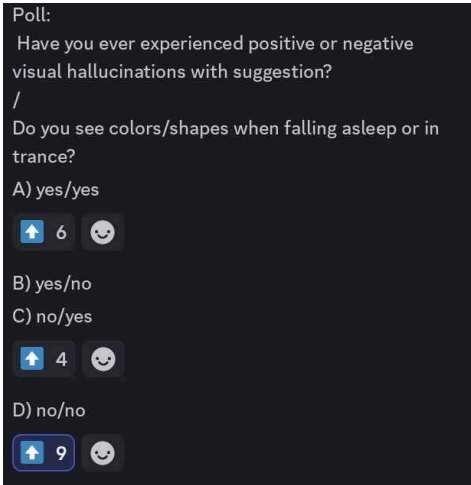 Poll:
Have you ever experienced positive or negative
visual hallucinations with suggestion?
/
Do you see colors/shapes when falling asleep or in
trance?
A) yes/yes
6
B) yes/no
C) no/yes
4
D) no/no
9